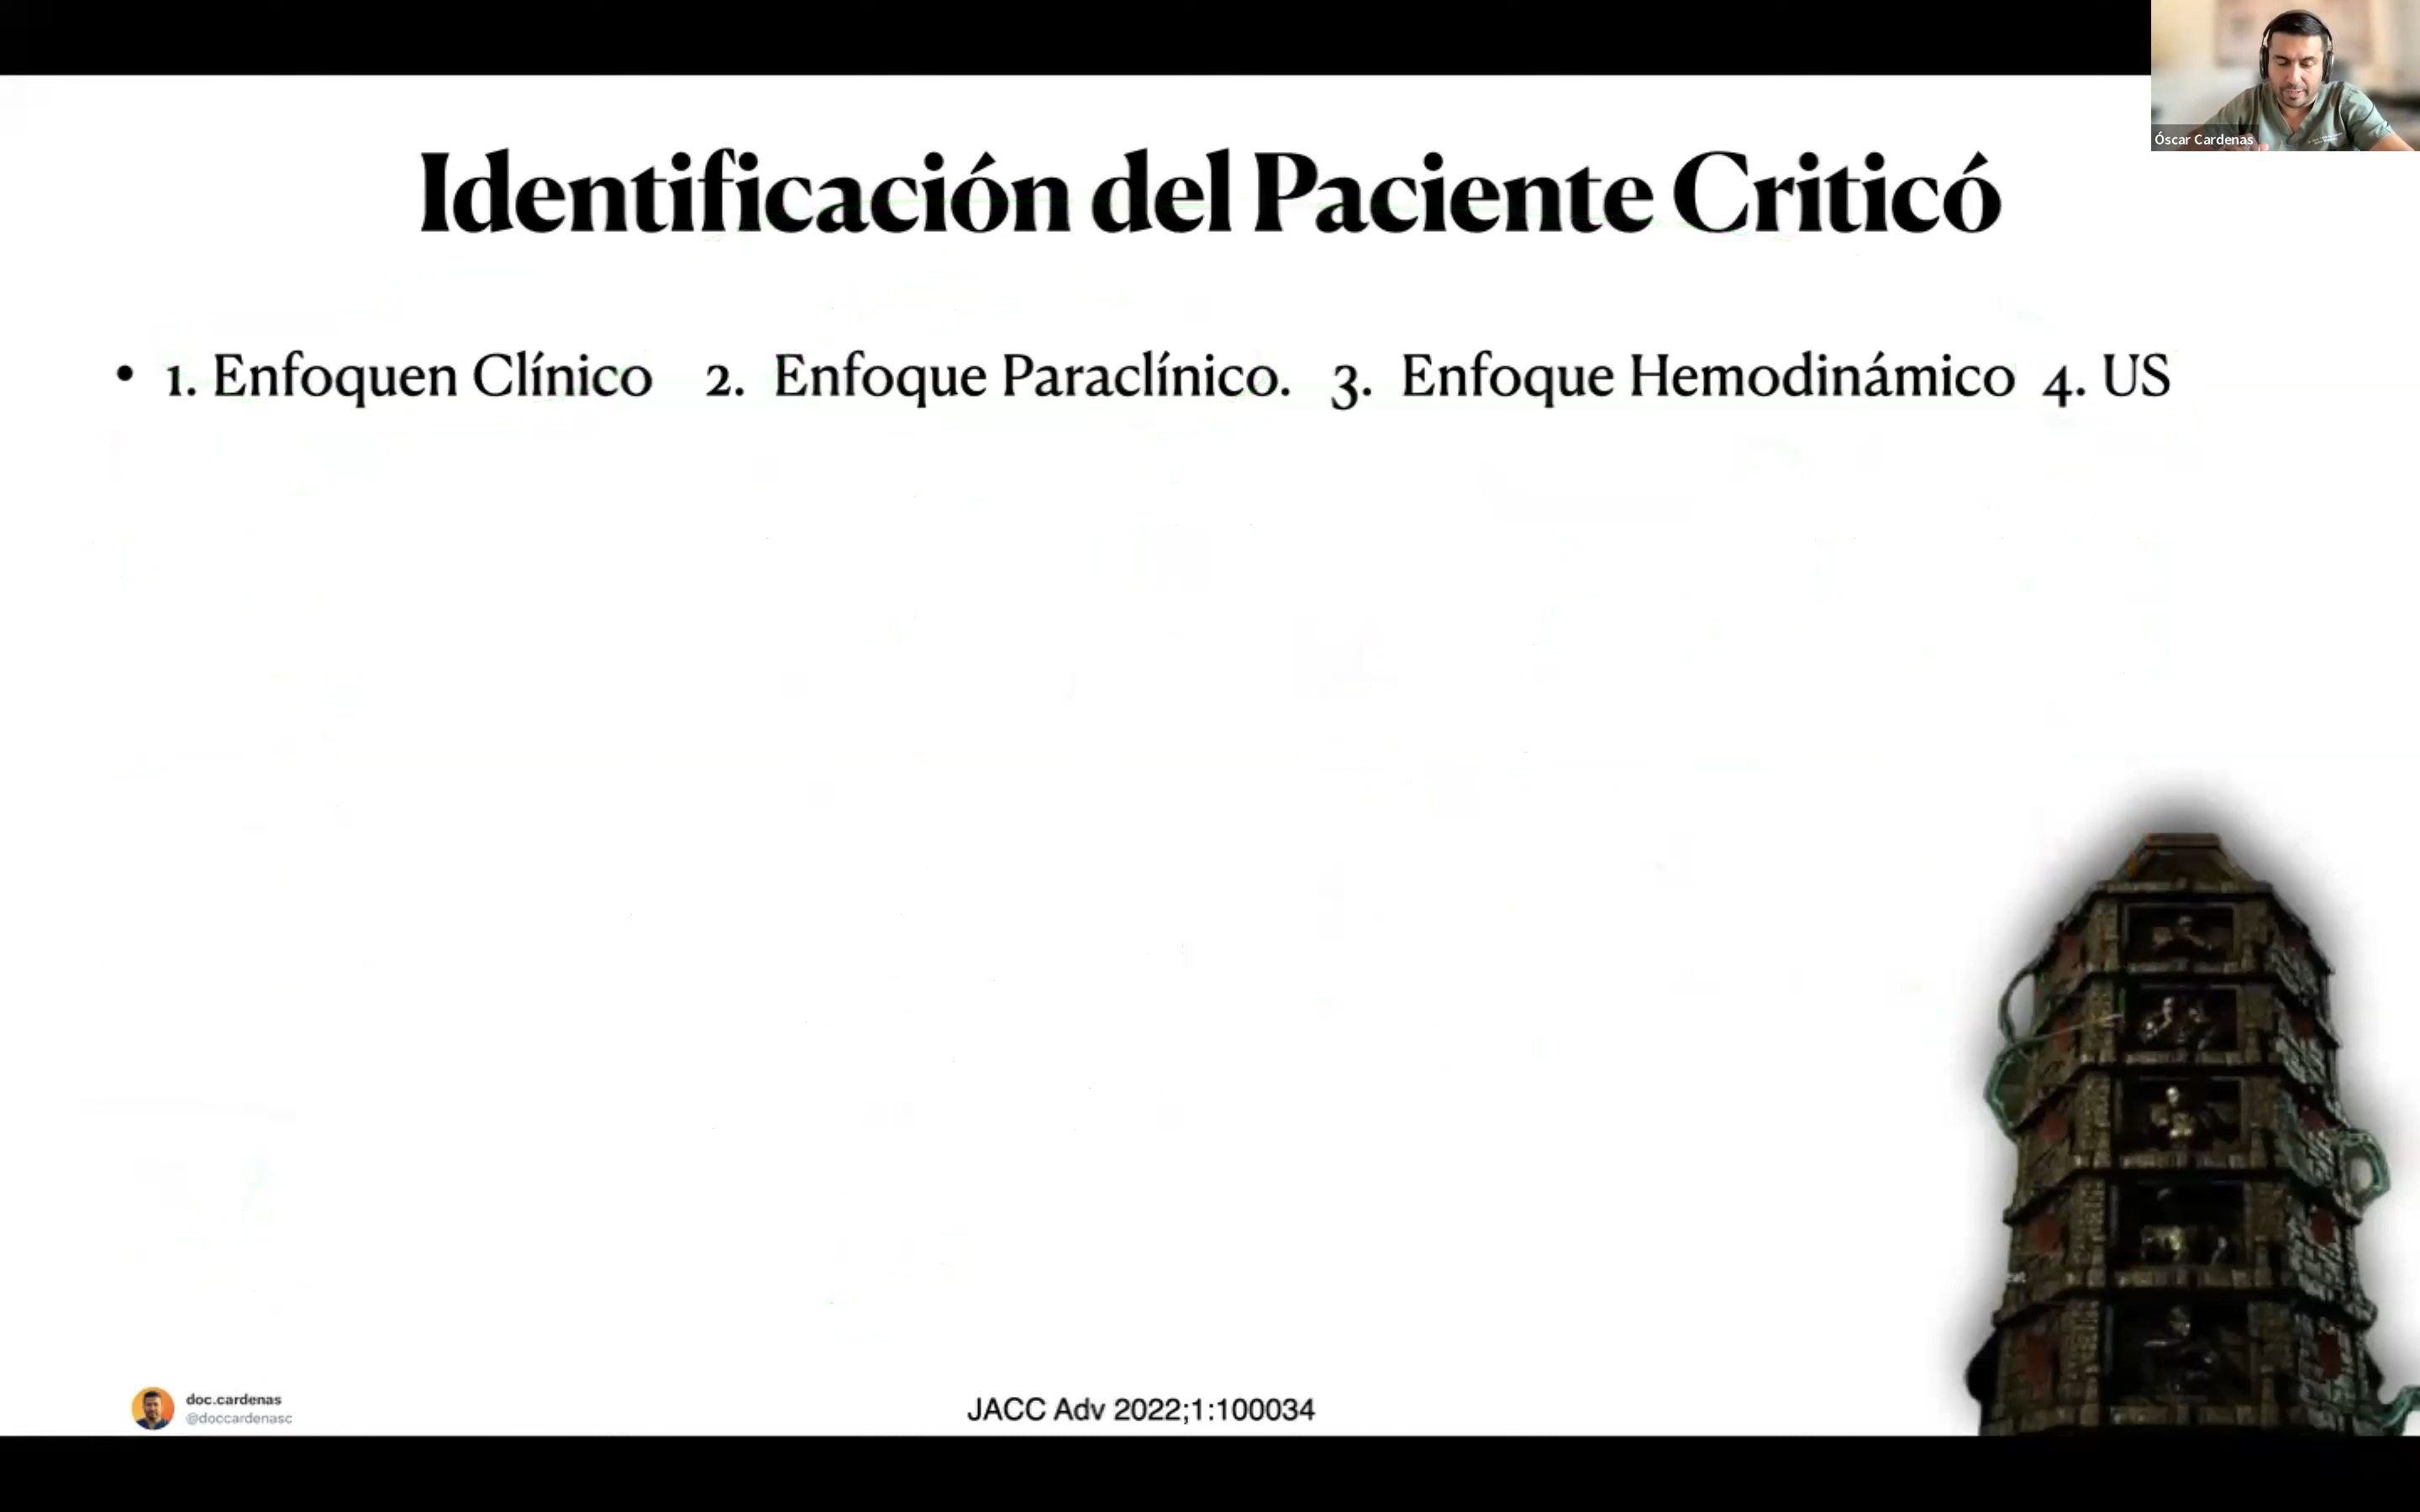 Óscar Cardenas
Identificación del Paciente Criticó
• 1. Enfoquen Clínico 2. Enfoque Paraclínico. 3. Enfoque Hemodinámico 4. US
doc.cardenas
@doccardenasc
JACC Adv 2022;1:100034